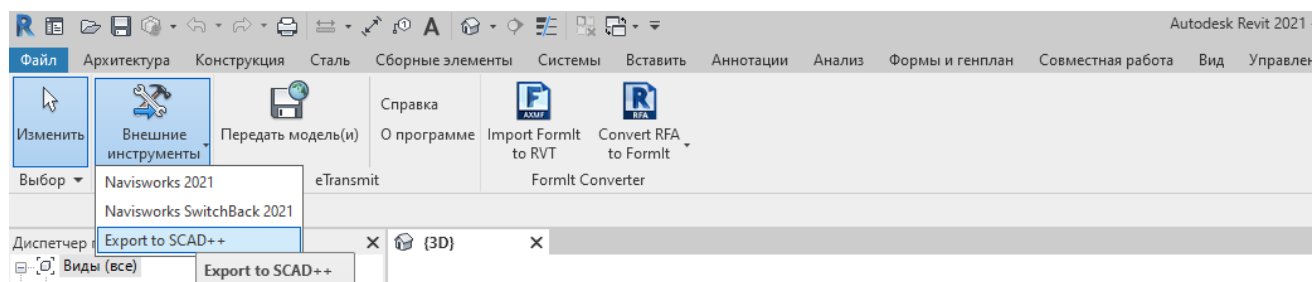 Autodesk Revit 2021
Файл Архитектура Конструкция Сталь Сборные элементы Системы Вставить Аннотации Анализ Формы и генплан Совместная работа Вид Управлен
Изменить
Внешние инструменты
Передать модель(и)
Справка
О программе
AXMF
Import FormIt to RVT
RFA
Convert RFA to FormIt
Выбор
eTransmit
FormIt Converter
Navisworks 2021
Navisworks SwitchBack 2021
Export to SCAD++
Export to SCAD++
Диспетчер
{3D}
Виды (все)